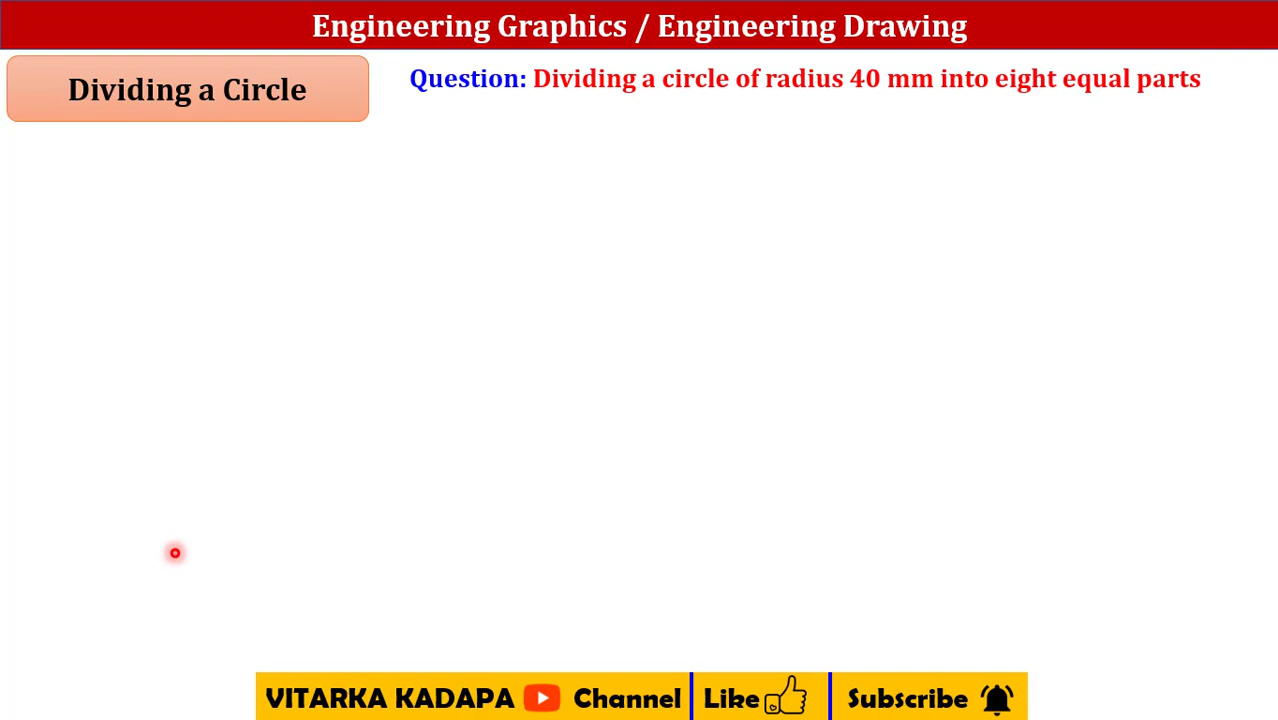 Engineering Graphics / Engineering Drawing
Dividing a Circle
Question: Dividing a circle of radius 40 mm into eight equal parts
VITARKA KADAPA Channel Like Subscribe